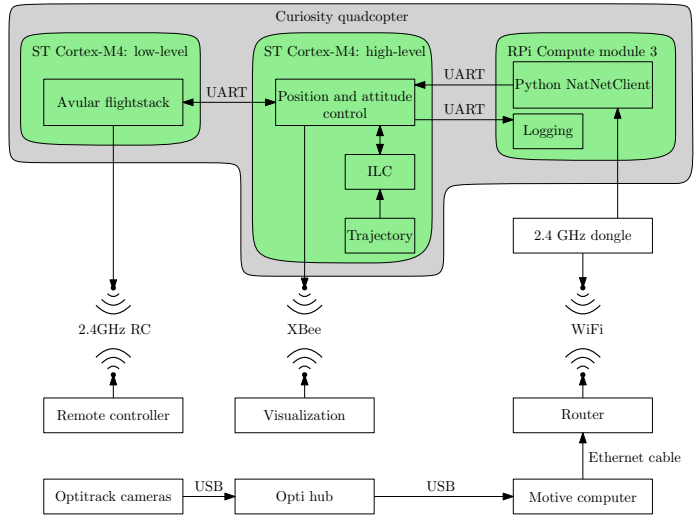 Curiosity quadcopter
ST Cortex-M4: low-level
ST Cortex-M4: high-level
RPi Compute module 3
Avular flightstack
UART
Position and attitude
control
UART
Python NatNetClient
UART
Logging
ILC
Trajectory
2.4 GHz dongle
2.4GHz RC
XBee
WiFi
Remote controller
Visualization
Router
Ethernet cable
Optitrack cameras
USB
Opti hub
USB
Motive computer